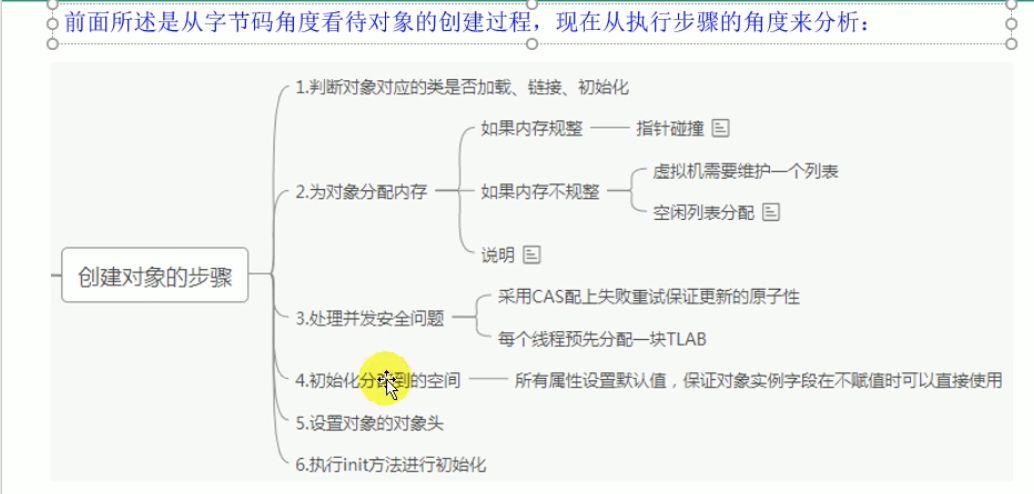 前面所述是从字节码角度看待对象的创建过程，现在从执行步骤的角度来分析：
创建对象的步骤
1.判断对象对应的类是否加载、链接、初始化
2.为对象分配内存
如果内存规整
指针碰撞
如果内存不规整
虚拟机需要维护一个列表
空闲列表分配
说明
3.处理并发安全问题
采用CAS配上失败重试保证更新的原子性
每个线程预先分配一块TLAB
4.初始化分配到的空间
所有属性设置默认值，保证对象实例字段在不赋值时可以直接使用
5.设置对象的对象头
6.执行init方法进行初始化